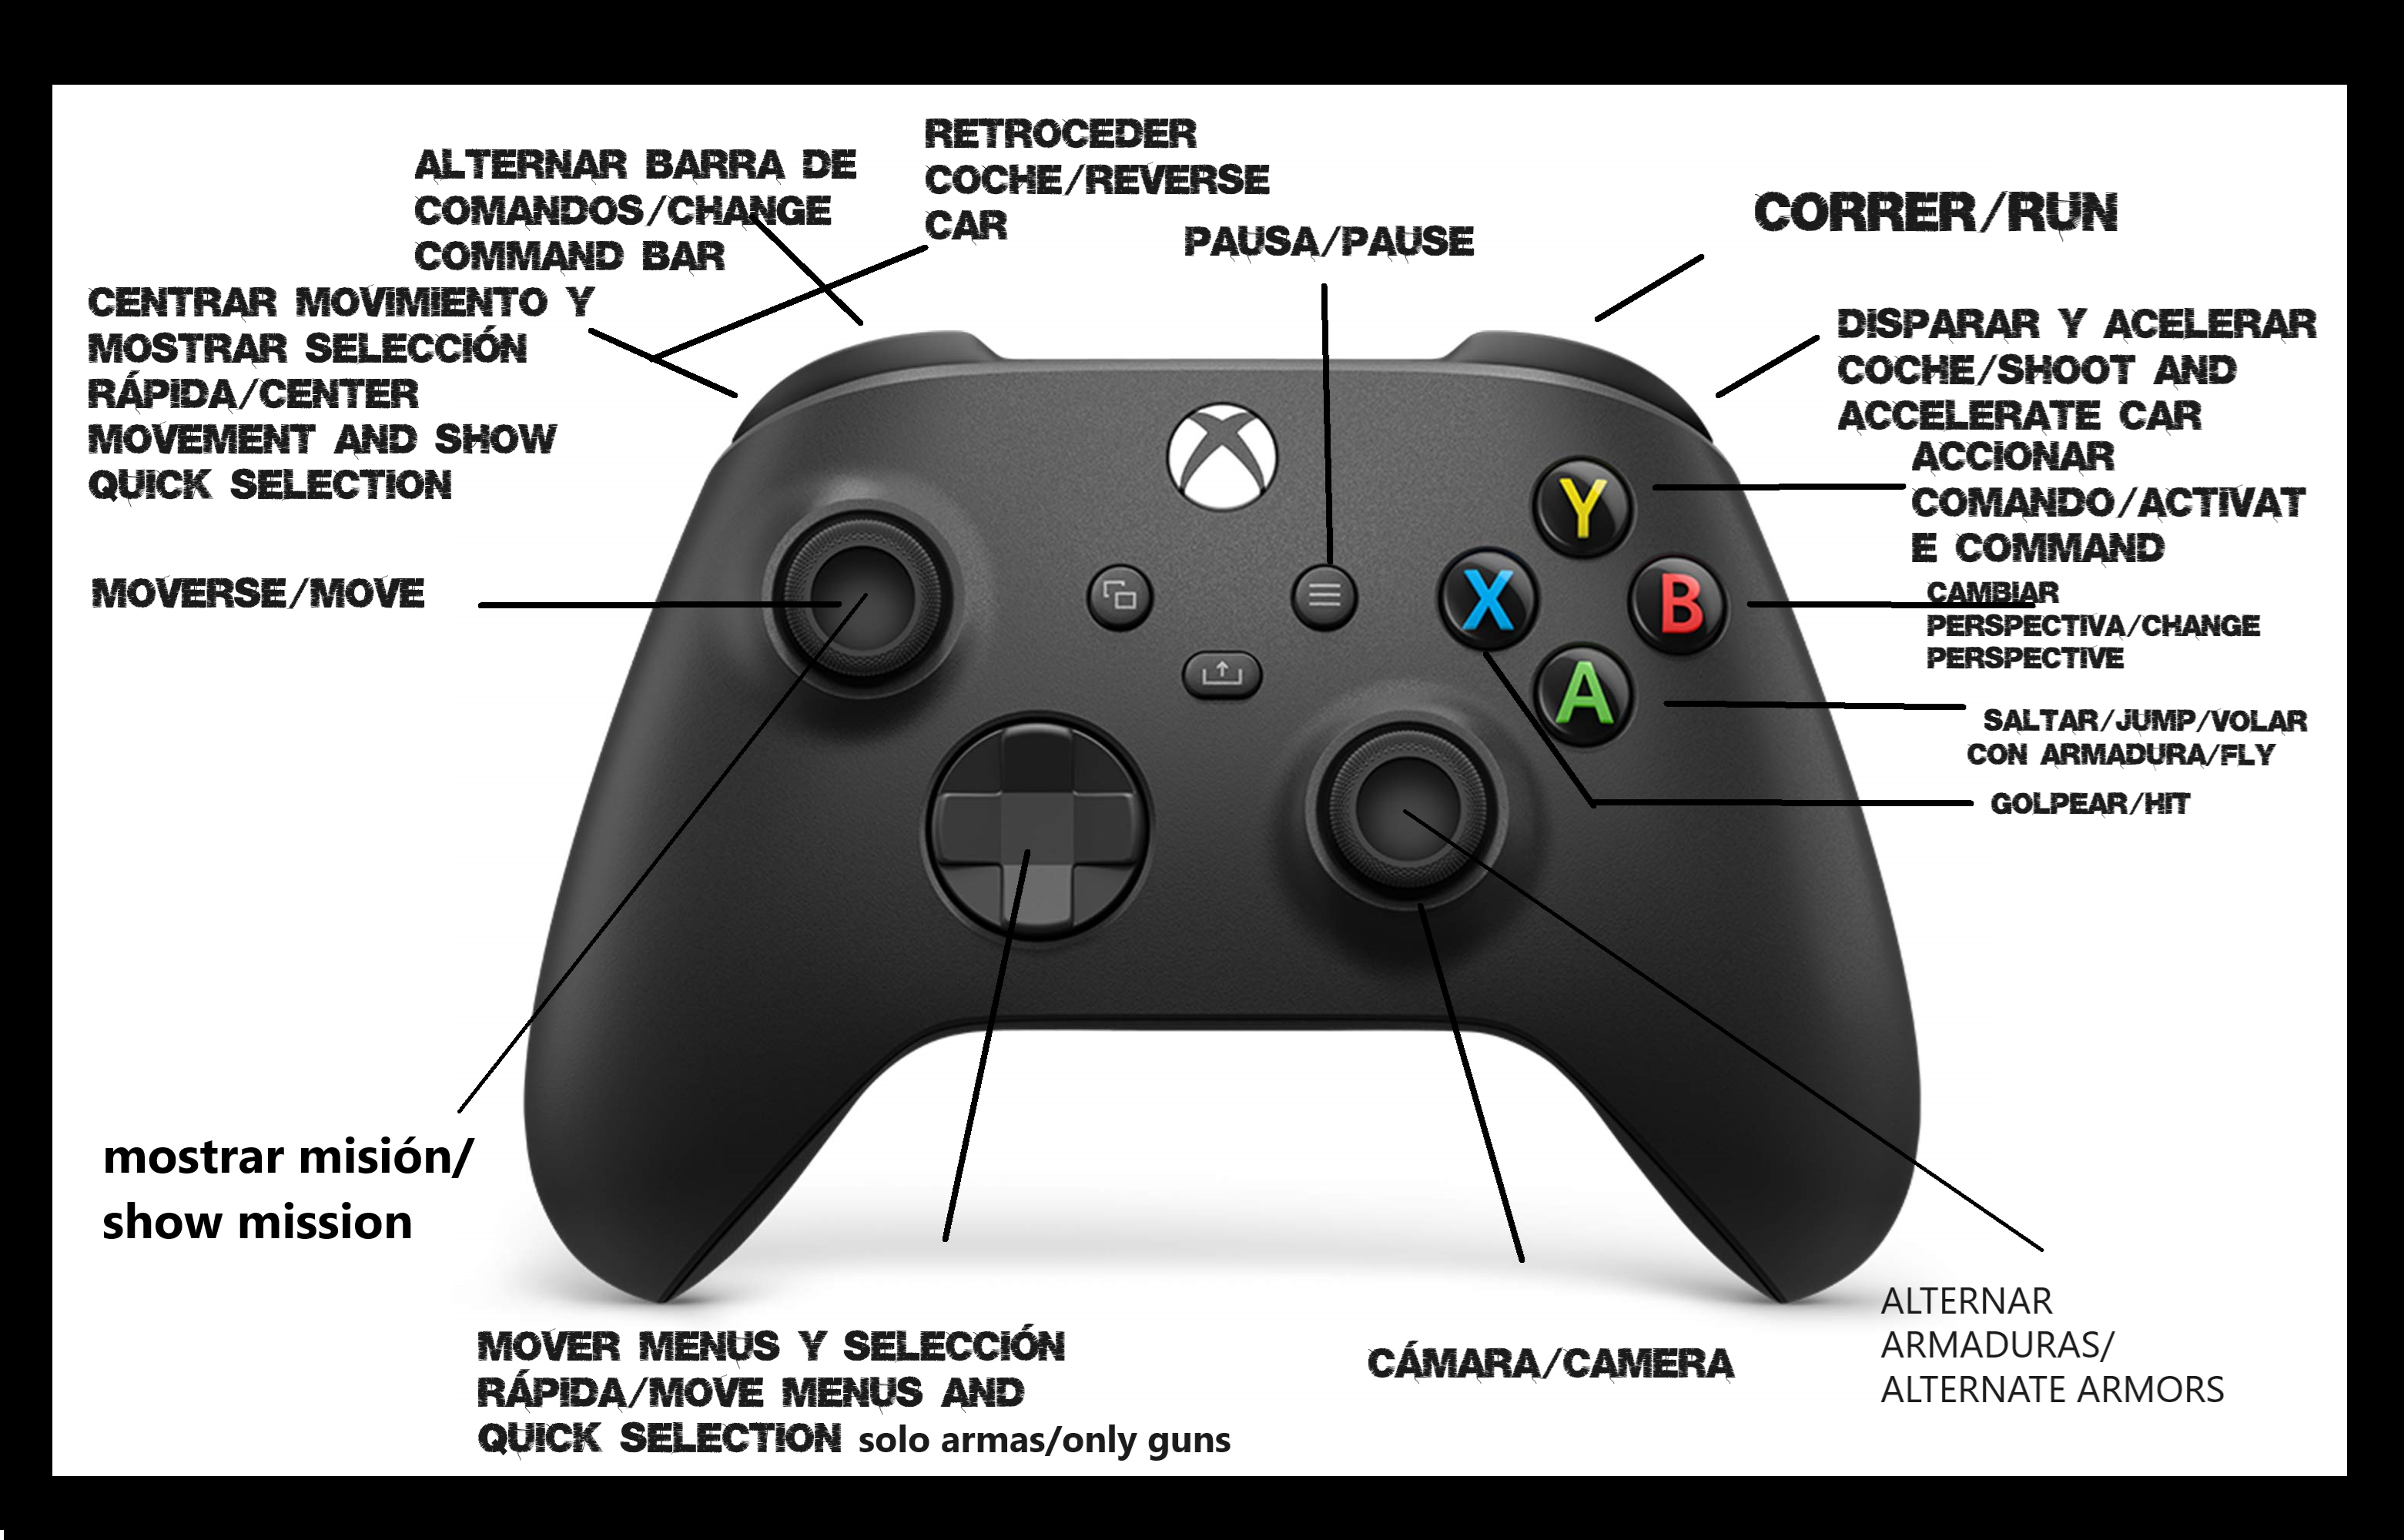 RETROCEDER
COCHE/REVERSE
CAR
ALTERNAR BARRA DE
COMANDOS/CHANGE
COMMAND BAR
PAUSA/PAUSE
CORRER/RUN
CENTRAR MOVIMIENTO Y
MOSTRAR SELECCIÓN
RÁPIDA/CENTER
MOVEMENT AND SHOW
QUICK SELECTION
DISPARAR Y ACELERAR
COCHE/SHOOT AND
ACCELERATE CAR
ACCIONAR
COMANDO/ACTIVAT
E COMMAND
Y
X
B
A
MOVERSE/MOVE
CAMBIAR
PERSPECTIVA/CHANGE
PERSPECTIVE
SALTAR/JUMP/VOLAR
CON ARMADURA/FLY
GOLPEAR/HIT
mostrar misión/
show mission
MOVER MENUS Y SELECCIÓN
RÁPIDA/MOVE MENUS AND
QUICK SELECTION solo armas/only guns
CÁMARA/CAMERA
ALTERNAR
ARMADURAS/
ALTERNATE ARMORS